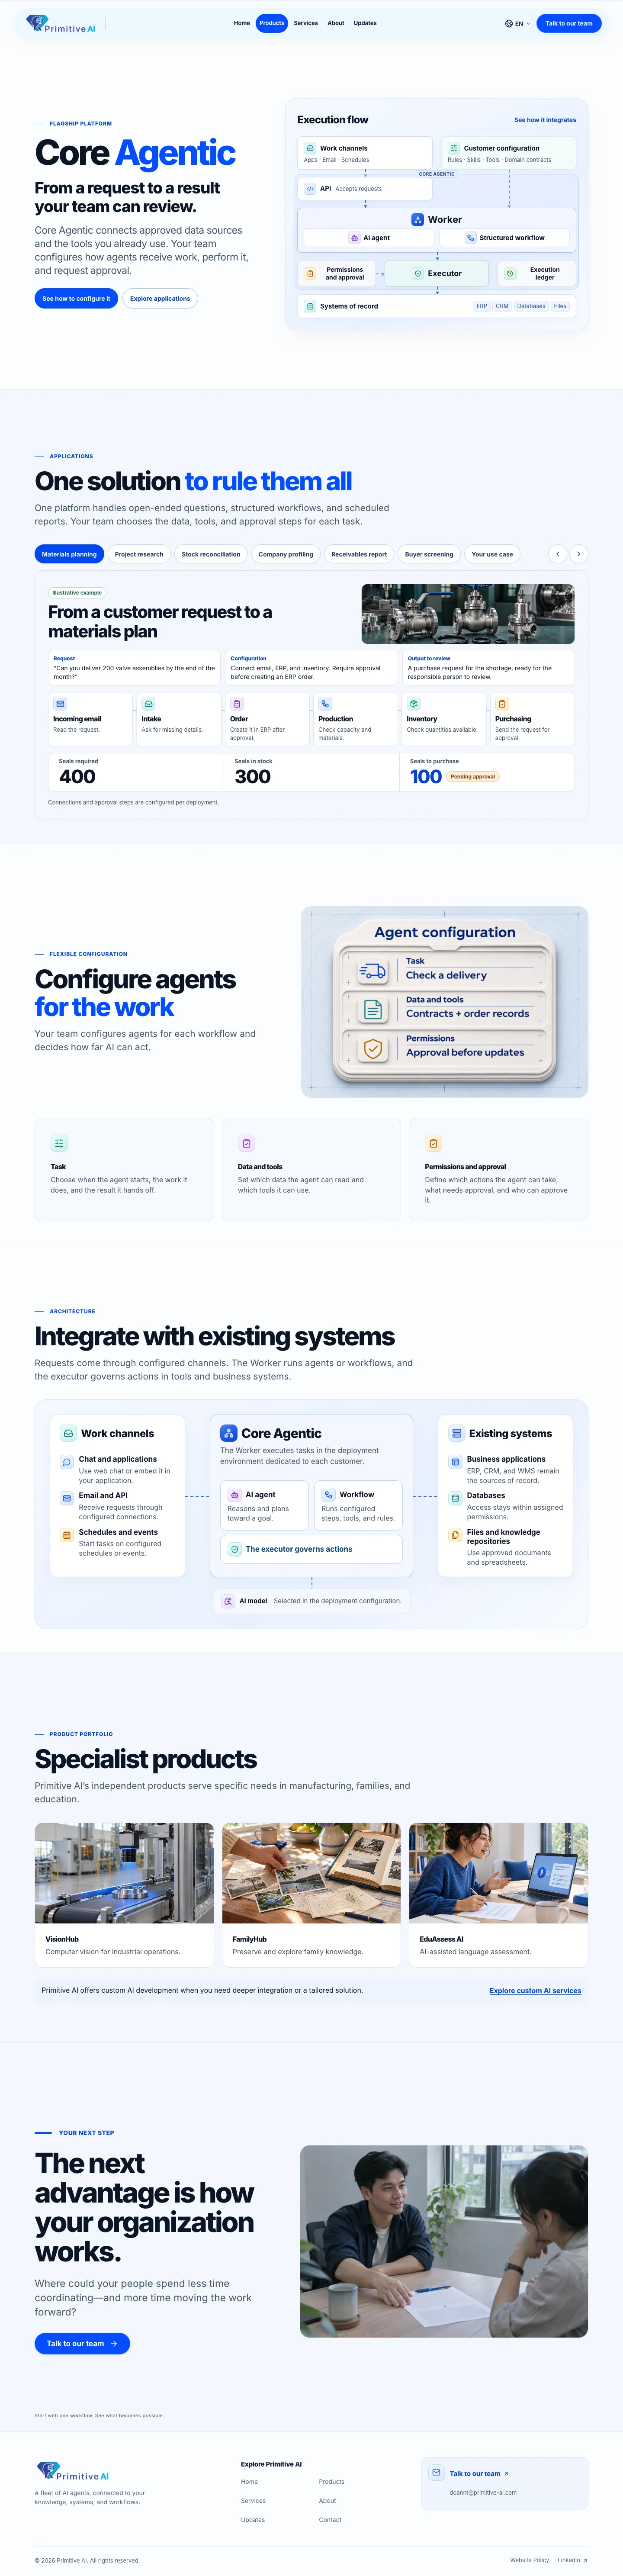 Primitive AI
Home
Products
Services
About
Updates
EN
Talk to our team
FLAGSHIP PLATFORM
Core Agentic
From a request to a result
your team can review.
Core Agentic connects approved data sources
and the tools you already use. Your team
configures how agents receive work, perform it,
and request approval.
See how to configure it
Explore applications
Execution flow
See how it integrates
Work channels
Apps · Email · Schedules
Customer configuration
Rules · Skills · Tools · Domain contracts
CORE AGENTIC
API Accepts requests
Worker
AI agent
Structured workflow
Permissions
and approval
Executor
Execution
ledger
Systems of record
ERP
CRM
Databases
Files
APPLICATIONS
One solution to rule them all
One platform handles open-ended questions, structured workflows, and scheduled
reports. Your team chooses the data, tools, and approval steps for each task.
Materials planning
Project research
Stock reconciliation
Company profiling
Receivables report
Buyer screening
Your use case
Illustrative example
From a customer request to a
materials plan
Request
“Can you deliver 200 valve assemblies by the end of the
month?”
Configuration
Connect email, ERP, and inventory. Require approval
before creating an ERP order.
Output to review
A purchase request for the shortage, ready for the
responsible person to review.
Incoming email
Read the request.
Intake
Ask for missing details.
Order
Create it in ERP after
approval.
Production
Check capacity and
materials.
Inventory
Check quantities available.
Purchasing
Send the request for
approval.
Seals required
400
Seals in stock
300
Seals to purchase
100
Pending approval
Connections and approval steps are configured per deployment.
FLEXIBLE CONFIGURATION
Configure agents
for the work
Your team configures agents for each workflow and
decides how far AI can act.
Agent configuration
Task
Check a delivery
Data and tools
Contracts + order records
Permissions
Approval before updates
Task
Choose when the agent starts, the work it
does, and the result it hands off.
Data and tools
Set which data the agent can read and
which tools it can use.
Permissions and approval
Define which actions the agent can take,
what needs approval, and who can approve
it.
ARCHITECTURE
Integrate with existing systems
Requests come through configured channels. The Worker runs agents or workflows, and
the executor governs actions in tools and business systems.
Work channels
Chat and applications
Use web chat or embed it in
your application.
Email and API
Receive requests through
configured connections.
Schedules and events
Start tasks on configured
schedules or events.
Core Agentic
The Worker executes tasks in the deployment
environment dedicated to each customer.
AI agent
Reasons and plans
toward a goal.
Workflow
Runs configured
steps, tools, and rules.
The executor governs actions
AI model Selected in the deployment configuration.
Existing systems
Business applications
ERP, CRM, and WMS remain
the sources of record.
Databases
Access stays within assigned
permissions.
Files and knowledge
repositories
Use approved documents
and spreadsheets.
PRODUCT PORTFOLIO
Specialist products
Primitive AI’s independent products serve specific needs in manufacturing, families, and
education.
VisionHub
Computer vision for industrial operations.
FamilyHub
Preserve and explore family knowledge.
EduAssess AI
AI-assisted language assessment.
Primitive AI offers custom AI development when you need deeper integration or a tailored solution.
Explore custom AI services
YOUR NEXT STEP
The next
advantage is how
your organization
works.
Where could your people spend less time
coordinating—and more time moving the work
forward?
Talk to our team
Start with one workflow. See what becomes possible.
Primitive AI
A fleet of AI agents, connected to your
knowledge, systems, and workflows.
Explore Primitive AI
Home
Products
Services
About
Updates
Contact
Talk to our team
doannt@primitive-ai.com
© 2026 Primitive AI. All rights reserved.
Website Policy
LinkedIn